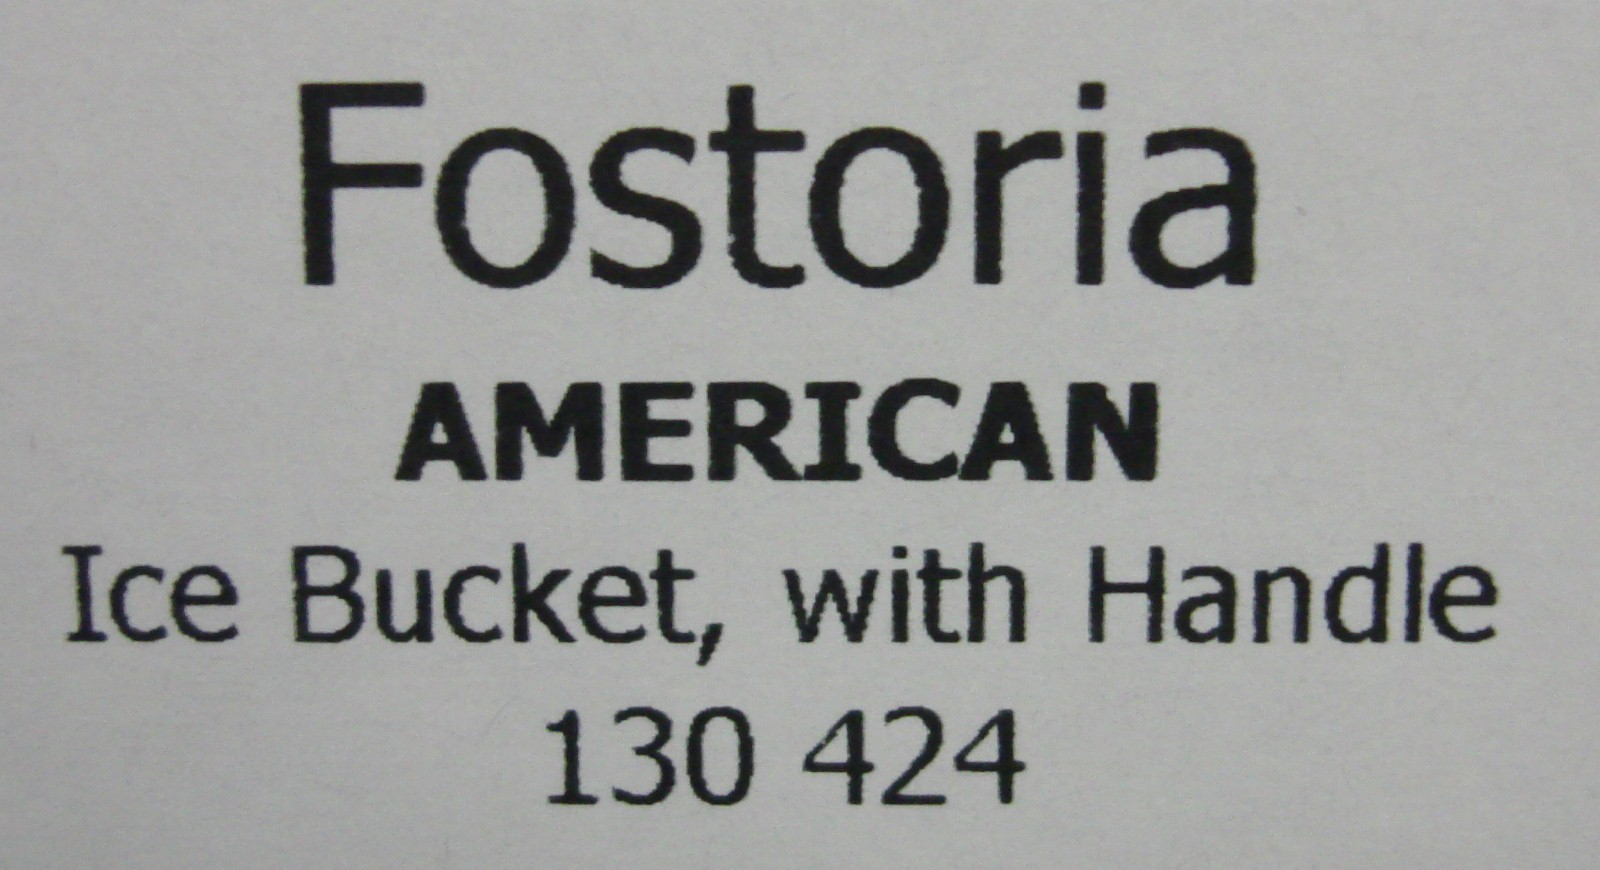 Fostoria
AMERICAN
Ice Bucket, with Handle
130 424